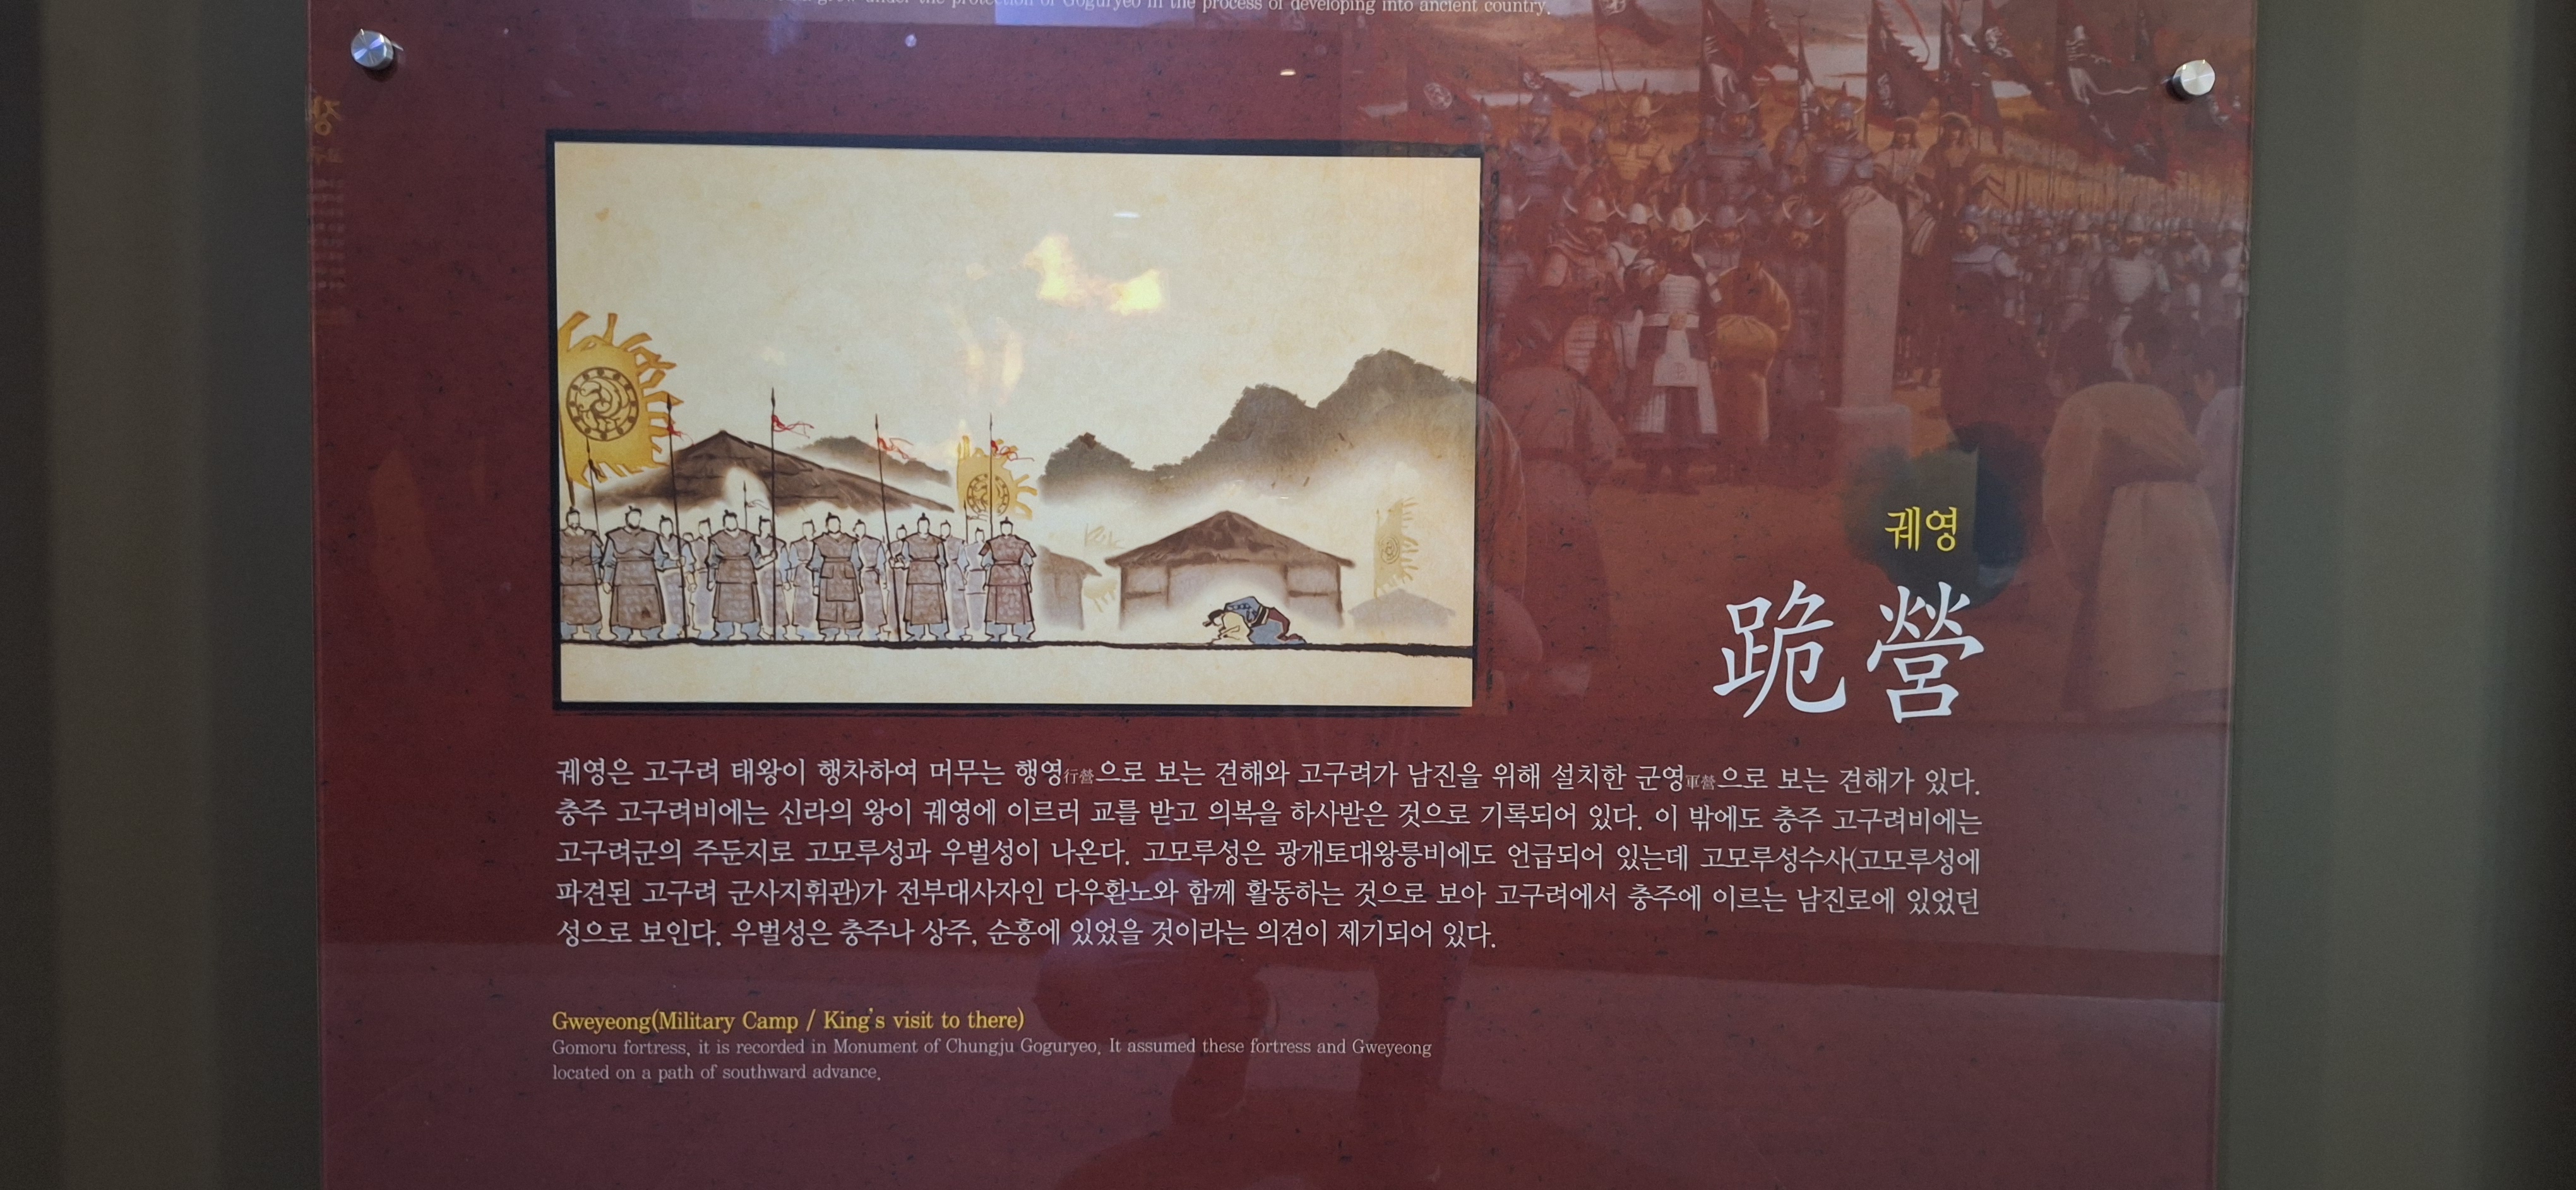 under the protection of Goguryeo in the process of developing into ancient country.
궤영
跪營
궤영은 고구려 태왕이 행차하여 머무는 행영行營으로 보는 견해와 고구려가 남진을 위해 설치한 군영軍營으로 보는 견해가 있다.
충주 고구려비에는 신라의 왕이 궤영에 이르러 교를 받고 의복을 하사받은 것으로 기록되어 있다. 이 밖에도 충주 고구려비에는
고구려군의 주둔지로 고모루성과 우벌성이 나온다. 고모루성은 광개토대왕릉비에도 언급되어 있는데 고모루성수사(고모루성에
파견된 고구려 군사지휘관)가 전부대사자인 다우환노와 함께 활동하는 것으로 보아 고구려에서 충주에 이르는 남진로에 있었던
성으로 보인다. 우벌성은 충주나 상주, 순흥에 있었을 것이라는 의견이 제기되어 있다.
Gweyeong(Military Camp / King's visit to there)
Gomoru fortress, it is recorded in Monument of Chungju Goguryeo. It assumed these fortress and Gweyeong
located on a path of southward advance.